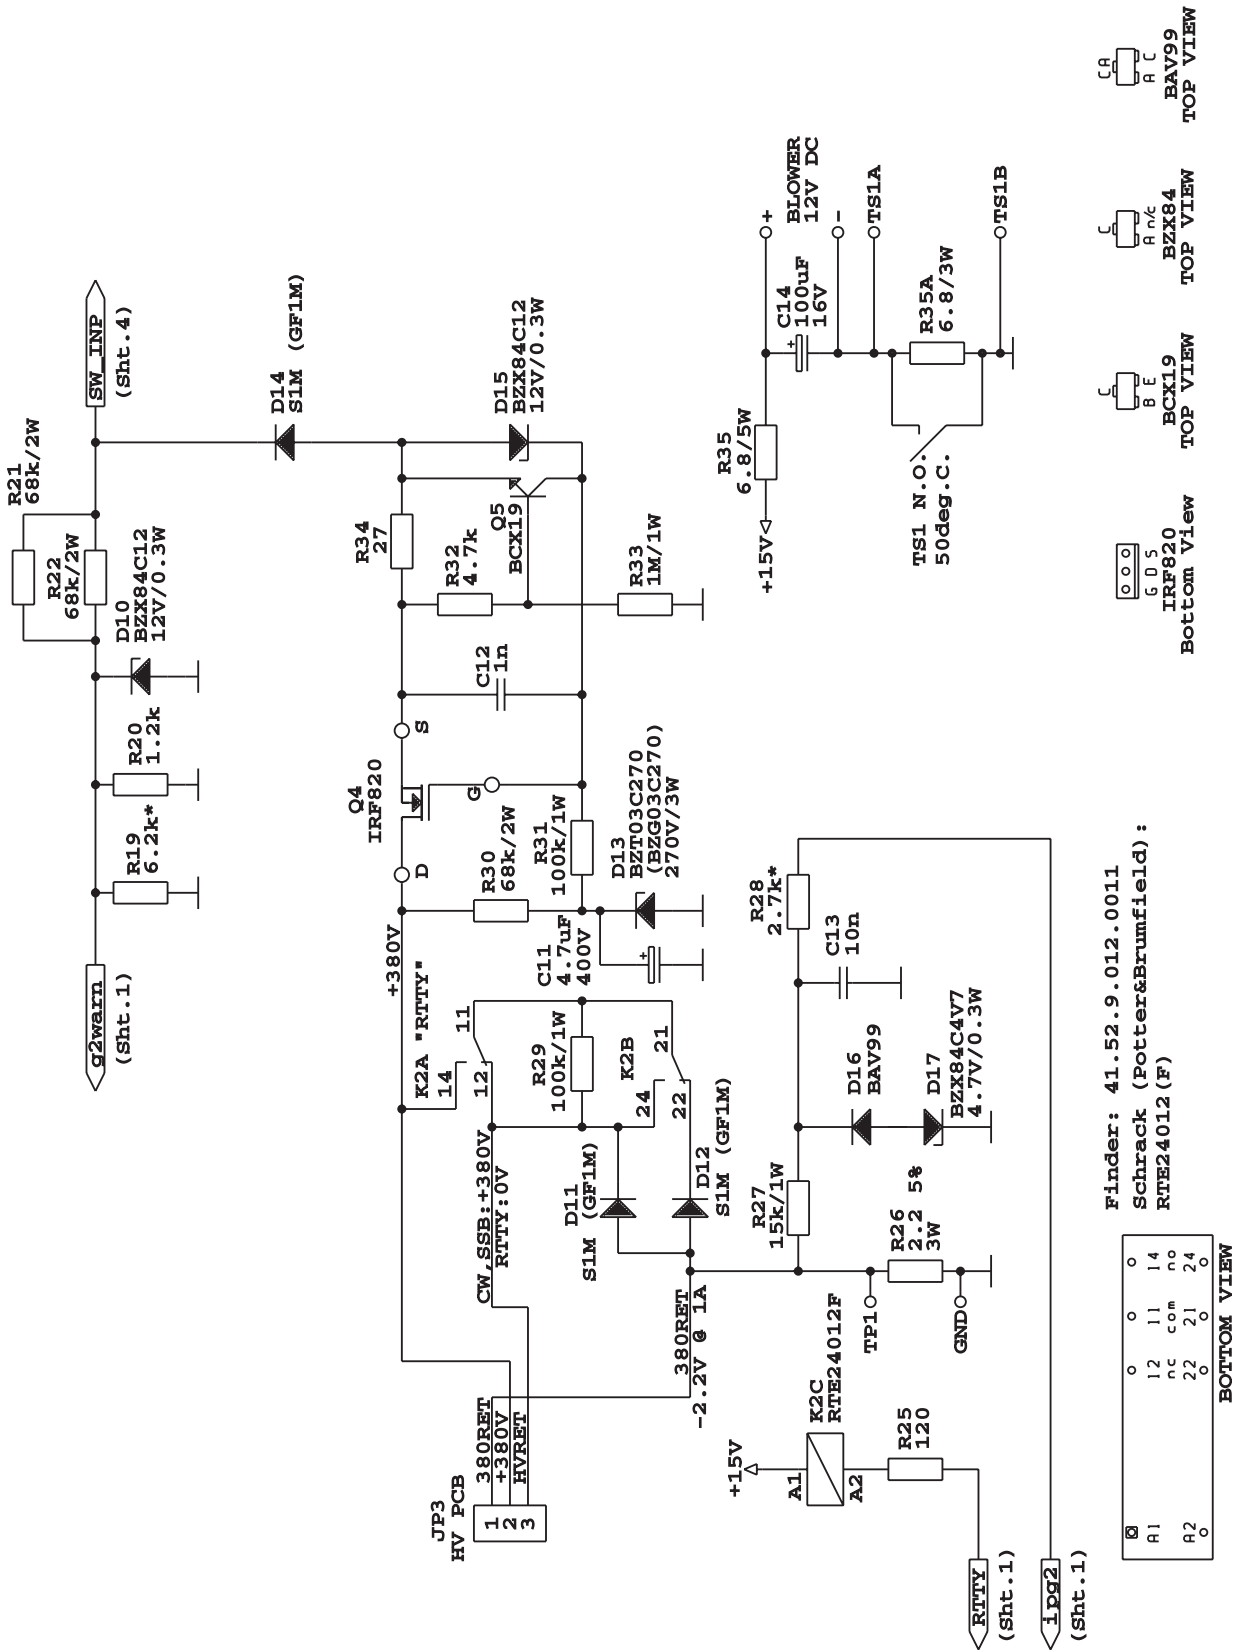 R21
68k/2W
R22
68k/2W
SW_INP
(Sht.4)
D10
BZX84C12
12V/0.3W
R20
1.2k
R19
6.2k*
g2warn
(Sht.1)
D14
S1M (GF1M)
D15
BZX84C12
12V/0.3W
R34
27
Q5
BCX19
R32
4.7k
R33
1M/1W
C12
1n
S
Q4
IRF820
G
D
R30
68k/2W
R31
100k/1W
D13
BZT03C270
(BZG03C270)
270V/3W
C11
4.7uF
400V
+
+380V
K2A "RTTY"
11
14
12
R29
100k/1W
K2B
21
24
22
CW,SSB:+380V
RTTY:0V
D11
S1M (GF1M)
D12
S1M (GF1M)
JP3
HV PCB
1
2
3
380RET
+380V
HVRET
380RET
-2.2V @ 1A
R27
15k/1W
R28
2.7k*
C13
10n
D16
BAV99
D17
BZX84C4V7
4.7V/0.3W
R26
2.2 5%
3W
TP1
GND
+15V
K2C
RTE24012F
A1
A2
R25
120
RTTY
(Sht.1)
ipg2
(Sht.1)
+15V
R35
6.8/5W
C14
100uF
16V
+
+
BLOWER
12V DC
-
TS1A
R35A
6.8/3W
TS1B
TS1 N.O.
50deg.C.
Finder: 41.52.9.012.0011
Schrack (Potter&Brumfield):
RTE24012(F)
A1
12
11
14
nc
com
no
A2
22
21
24
BOTTOM VIEW
G D S
IRF820
Bottom View
C
B E
BCX19
TOP VIEW
C
A n/c
BZX84
TOP VIEW
CA
A C
BAV99
TOP VIEW